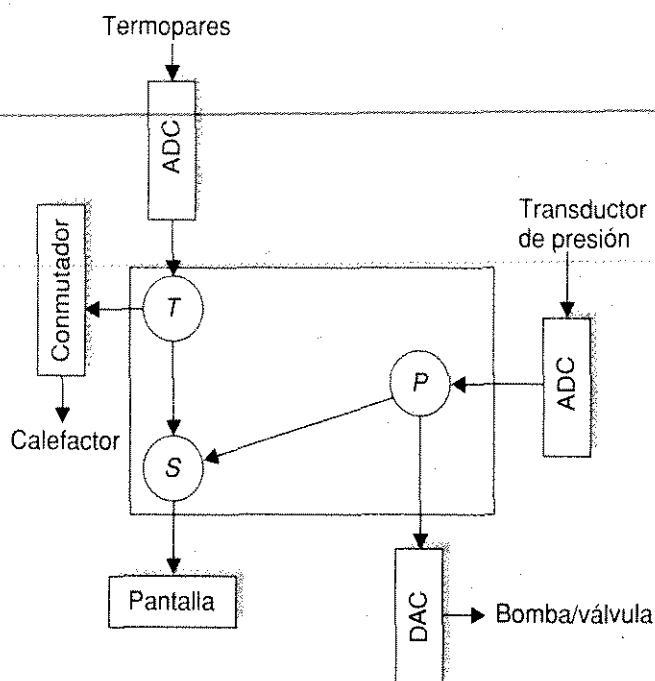 Termopares
ADC
Conmutador
Transductor
de presión
T
P
ADC
Calefactor
S
Pantalla
DAC
Bomba/válvula